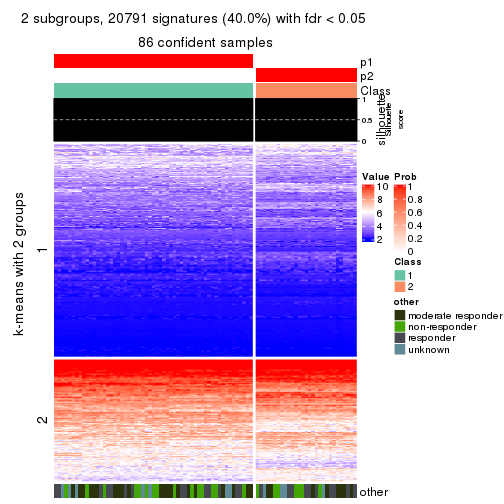 2 subgroups, 20791 signatures (40.0%) with fdr < 0.05
86 confident samples
p1
p2
Class
1
0.5
0
silhouette
Silhouette
score
k-means with 2 groups
1
2
Value
10
8
6
4
2
Prob
1
0.8
0.6
0.4
0.2
0
Class
1
2
other
moderate responder
non-responder
responder
unknown
other